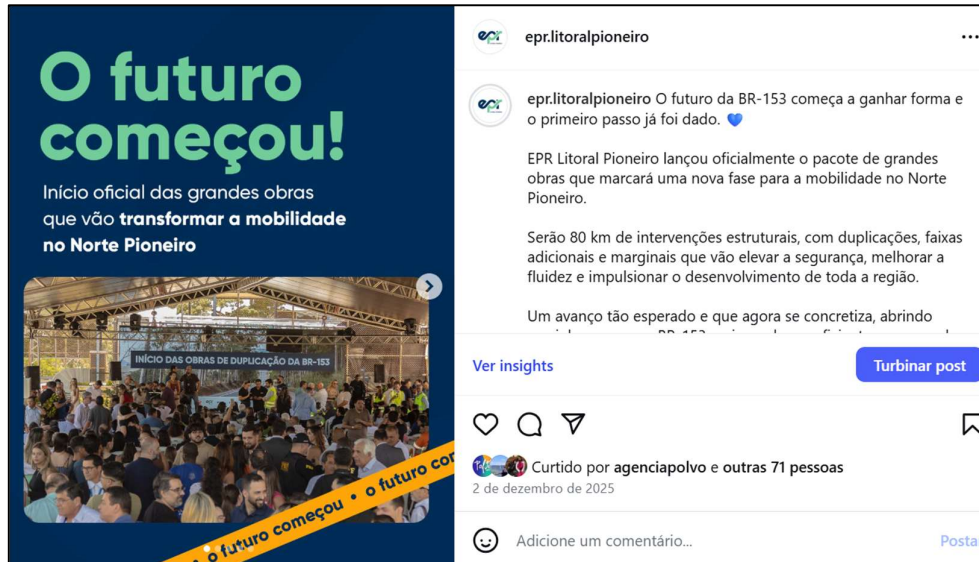 O futuro
começou!
Início oficial das grandes obras
que vão transformar a mobilidade
no Norte Pioneiro
INÍCIO DAS OBRAS DE DUPLICAÇÃO DA BR-153
o futuro começou • o futuro com
epr
epr.litoralpioneiro
epr
epr.litoralpioneiro O futuro da BR-153 começa a ganhar forma e
o primeiro passo já foi dado. 💙
EPR Litoral Pioneiro lançou oficialmente o pacote de grandes
obras que marcará uma nova fase para a mobilidade no Norte
Pioneiro.
Serão 80 km de intervenções estruturais, com duplicações, faixas
adicionais e marginais que vão elevar a segurança, melhorar a
fluidez e impulsionar o desenvolvimento de toda a região.
Um avanço tão esperado e que agora se concretiza, abrindo
Ver insights
Turbinar post
Curtido por agenciapolvo e outras 71 pessoas
2 de dezembro de 2025
Adicione um comentário...
Posta